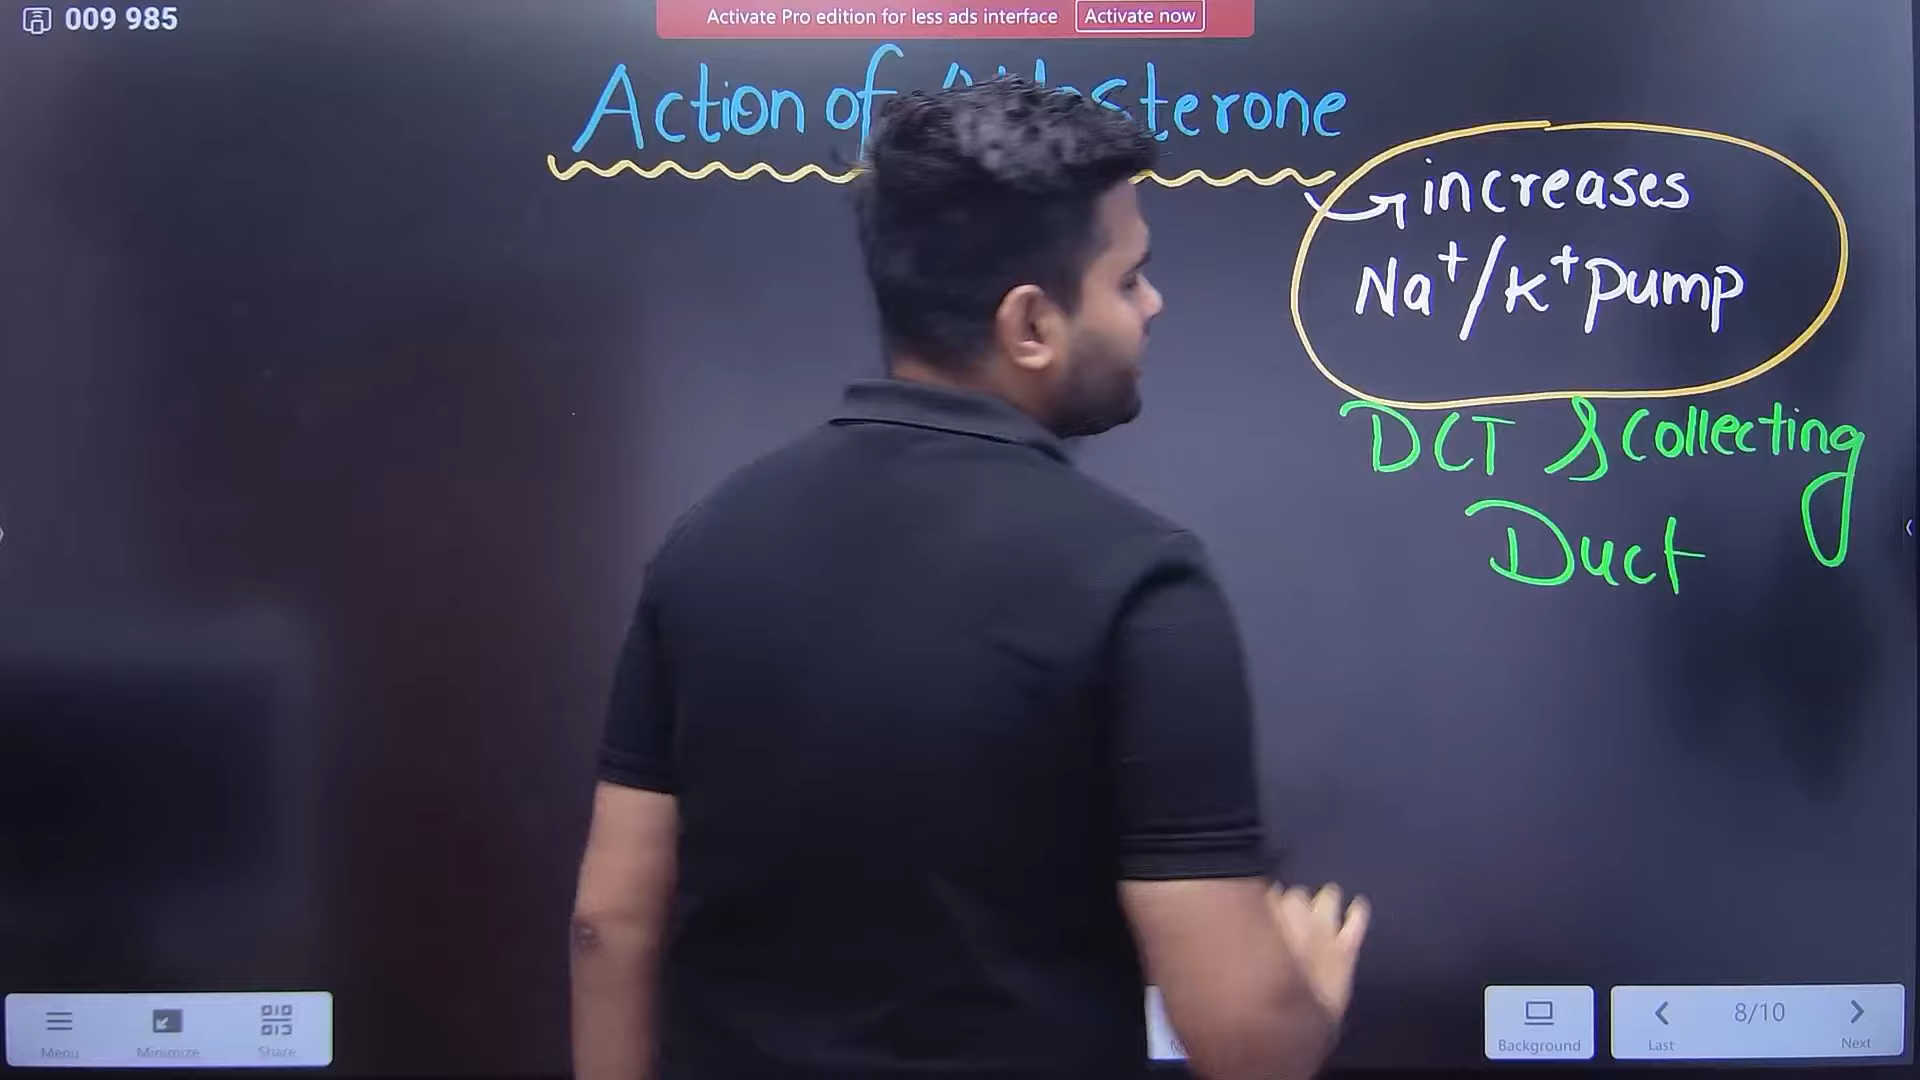 009 985
Activate Pro edition for less ads interface Activate now
Action of Aldosterone
increases
Na⁺/K⁺ pump
DCT & Collecting
Duct
Menu
Minimize
Share
Background
8/10
Last
Next